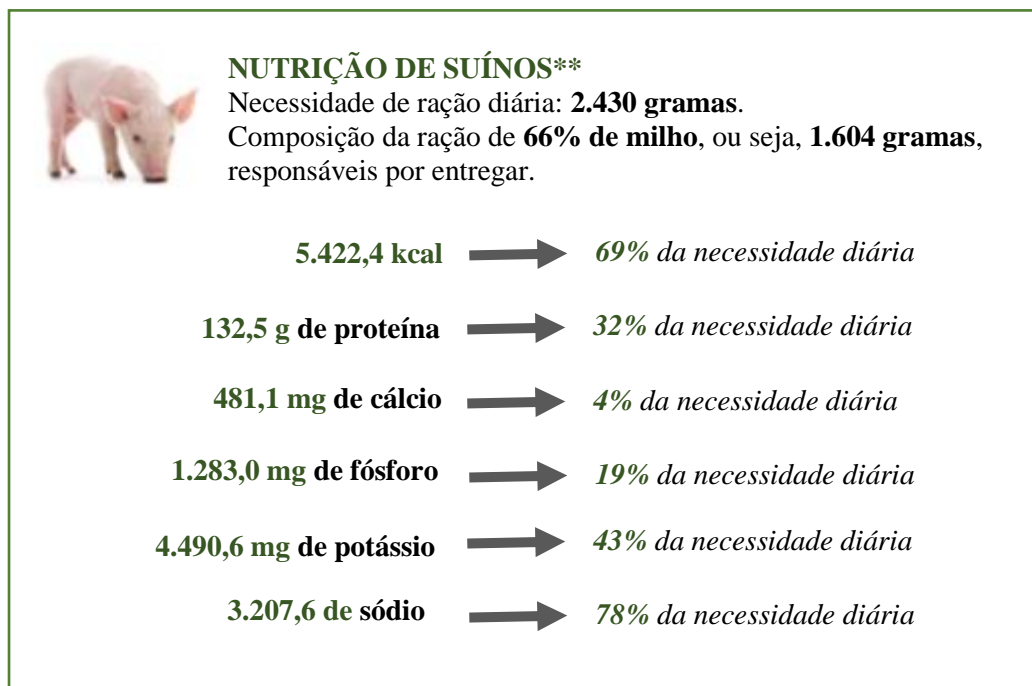 NUTRIÇÃO DE SUÍNOS**
Necessidade de ração diária: 2.430 gramas.
Composição da ração de 66% de milho, ou seja, 1.604 gramas,
responsáveis por entregar.
5.422,4 kcal 69% da necessidade diária
132,5 g de proteína 32% da necessidade diária
481,1 mg de cálcio 4% da necessidade diária
1.283,0 mg de fósforo 19% da necessidade diária
4.490,6 mg de potássio 43% da necessidade diária
3.207,6 de sódio 78% da necessidade diária